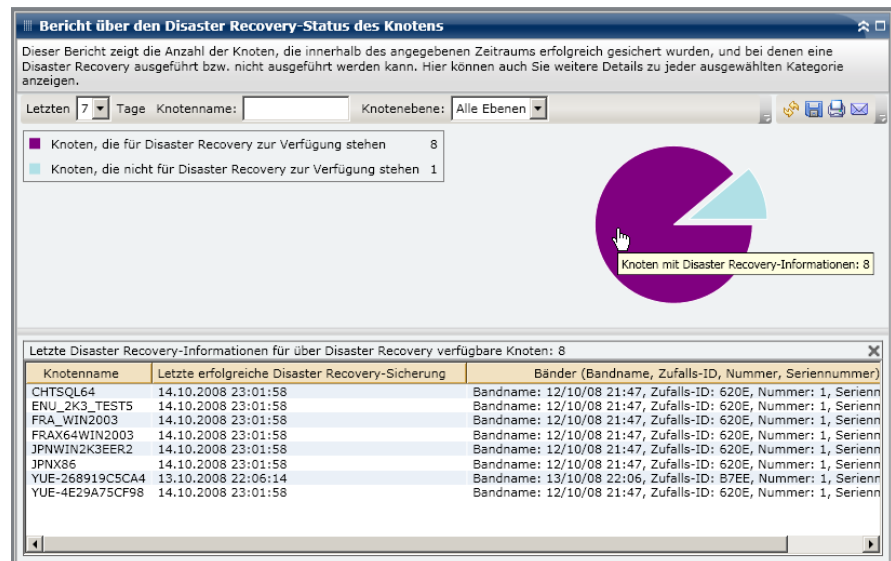 Bericht über den Disaster Recovery-Status des Knotens
Dieser Bericht zeigt die Anzahl der Knoten, die innerhalb des angegebenen Zeitraums erfolgreich gesichert wurden, und bei denen eine
Disaster Recovery ausgeführt bzw. nicht ausgeführt werden kann. Hier können auch Sie weitere Details zu jeder ausgewählten Kategorie
anzeigen.
Letzten 7 Tage Knotenname: Knotenebene: Alle Ebenen
Knoten, die für Disaster Recovery zur Verfügung stehen 8
Knoten, die nicht für Disaster Recovery zur Verfügung stehen 1
Knoten mit Disaster Recovery-Informationen: 8
Letzte Disaster Recovery-Informationen für über Disaster Recovery verfügbare Knoten: 8
Knotenname Letzte erfolgreiche Disaster Recovery-Sicherung Bänder (Bandname, Zufalls-ID, Nummer, Seriennummer)
CHTSQL64 14.10.2008 23:01:58 Bandname: 12/10/08 21:47, Zufalls-ID: 620E, Nummer: 1, Serienn
ENU_2K3_TEST5 14.10.2008 23:01:58 Bandname: 12/10/08 21:47, Zufalls-ID: 620E, Nummer: 1, Serienn
FRA_WIN2003 14.10.2008 23:01:58 Bandname: 12/10/08 21:47, Zufalls-ID: 620E, Nummer: 1, Serienn
FRAX64WIN2003 14.10.2008 23:01:58 Bandname: 12/10/08 21:47, Zufalls-ID: 620E, Nummer: 1, Serienn
JPNWIN2K3EER2 14.10.2008 23:01:58 Bandname: 12/10/08 21:47, Zufalls-ID: 620E, Nummer: 1, Serienn
JPNX86 14.10.2008 23:01:58 Bandname: 12/10/08 21:47, Zufalls-ID: 620E, Nummer: 1, Serienn
YUE-268919C5CA4 13.10.2008 22:06:14 Bandname: 13/10/08 22:06, Zufalls-ID: B7EE, Nummer: 1, Serienn
YUE-4E29A75CF98 14.10.2008 23:01:58 Bandname: 12/10/08 21:47, Zufalls-ID: 620E, Nummer: 1, Serienn